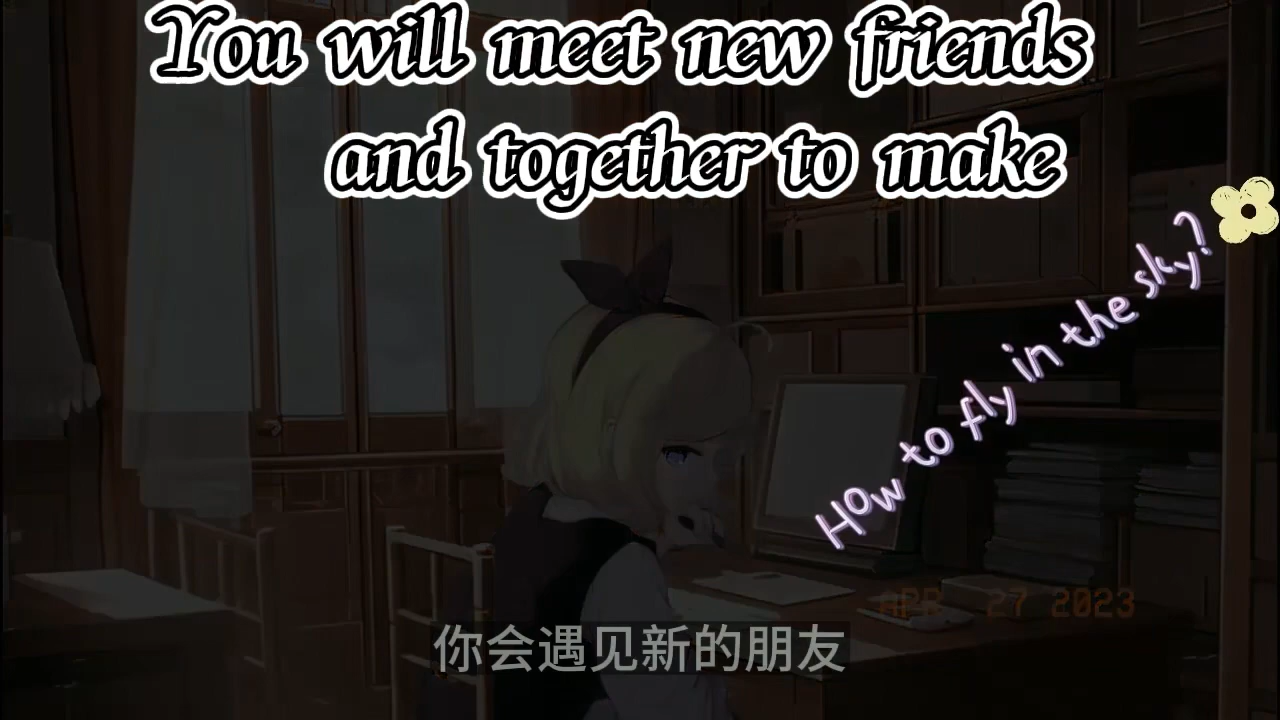 You will meet new friends
and together to make
How to fly in the sky?
APR 27 2023
你会遇见新的朋友